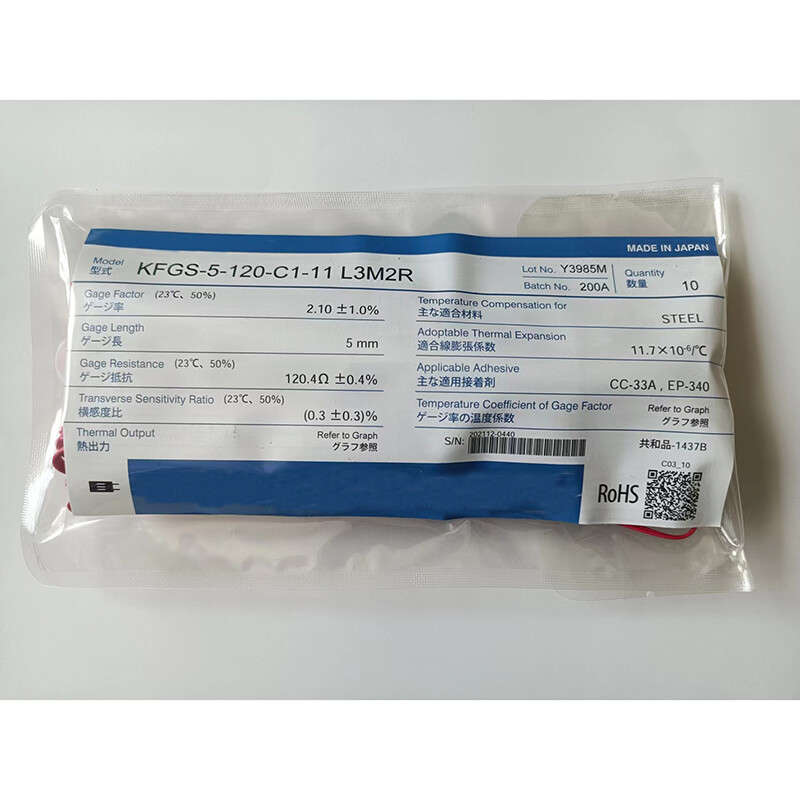 MADE IN JAPAN
Model
型式
KFGS-5-120-C1-11 L3M2R
Lot No. Y3985M
Batch No. 200A
Quantity
数量
10
Gage Factor (23℃, 50%)
ゲージ率
2.10 ±1.0%
Gage Length
ゲージ長
5 mm
Gage Resistance (23℃, 50%)
ゲージ抵抗
120.4Ω ±0.4%
Transverse Sensitivity Ratio (23℃, 50%)
横感度比
(0.3 ±0.3)%
Thermal Output
熱出力
Refer to Graph
グラフ参照
Temperature Compensation for
主な適合材料
STEEL
Adoptable Thermal Expansion
適合線膨張係数
11.7×10⁻⁶/℃
Applicable Adhesive
主な適用接着剤
CC-33A , EP-340
Temperature Coefficient of Gage Factor
ゲージ率の温度係数
Refer to Graph
グラフ参照
S/N:
202112-0440
共和品-1437B
C03_10
RoHS